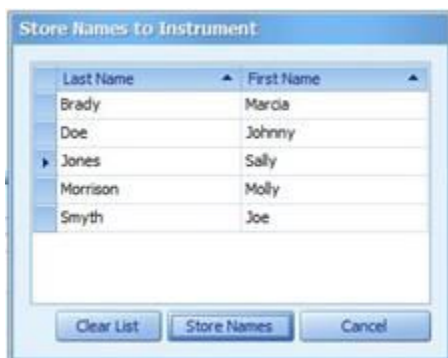 Store Names to Instrument
Last Name First Name
Brady Marcia
Doe Johnny
Jones Sally
Morrison Molly
Smyth Joe
Clear List Store Names Cancel